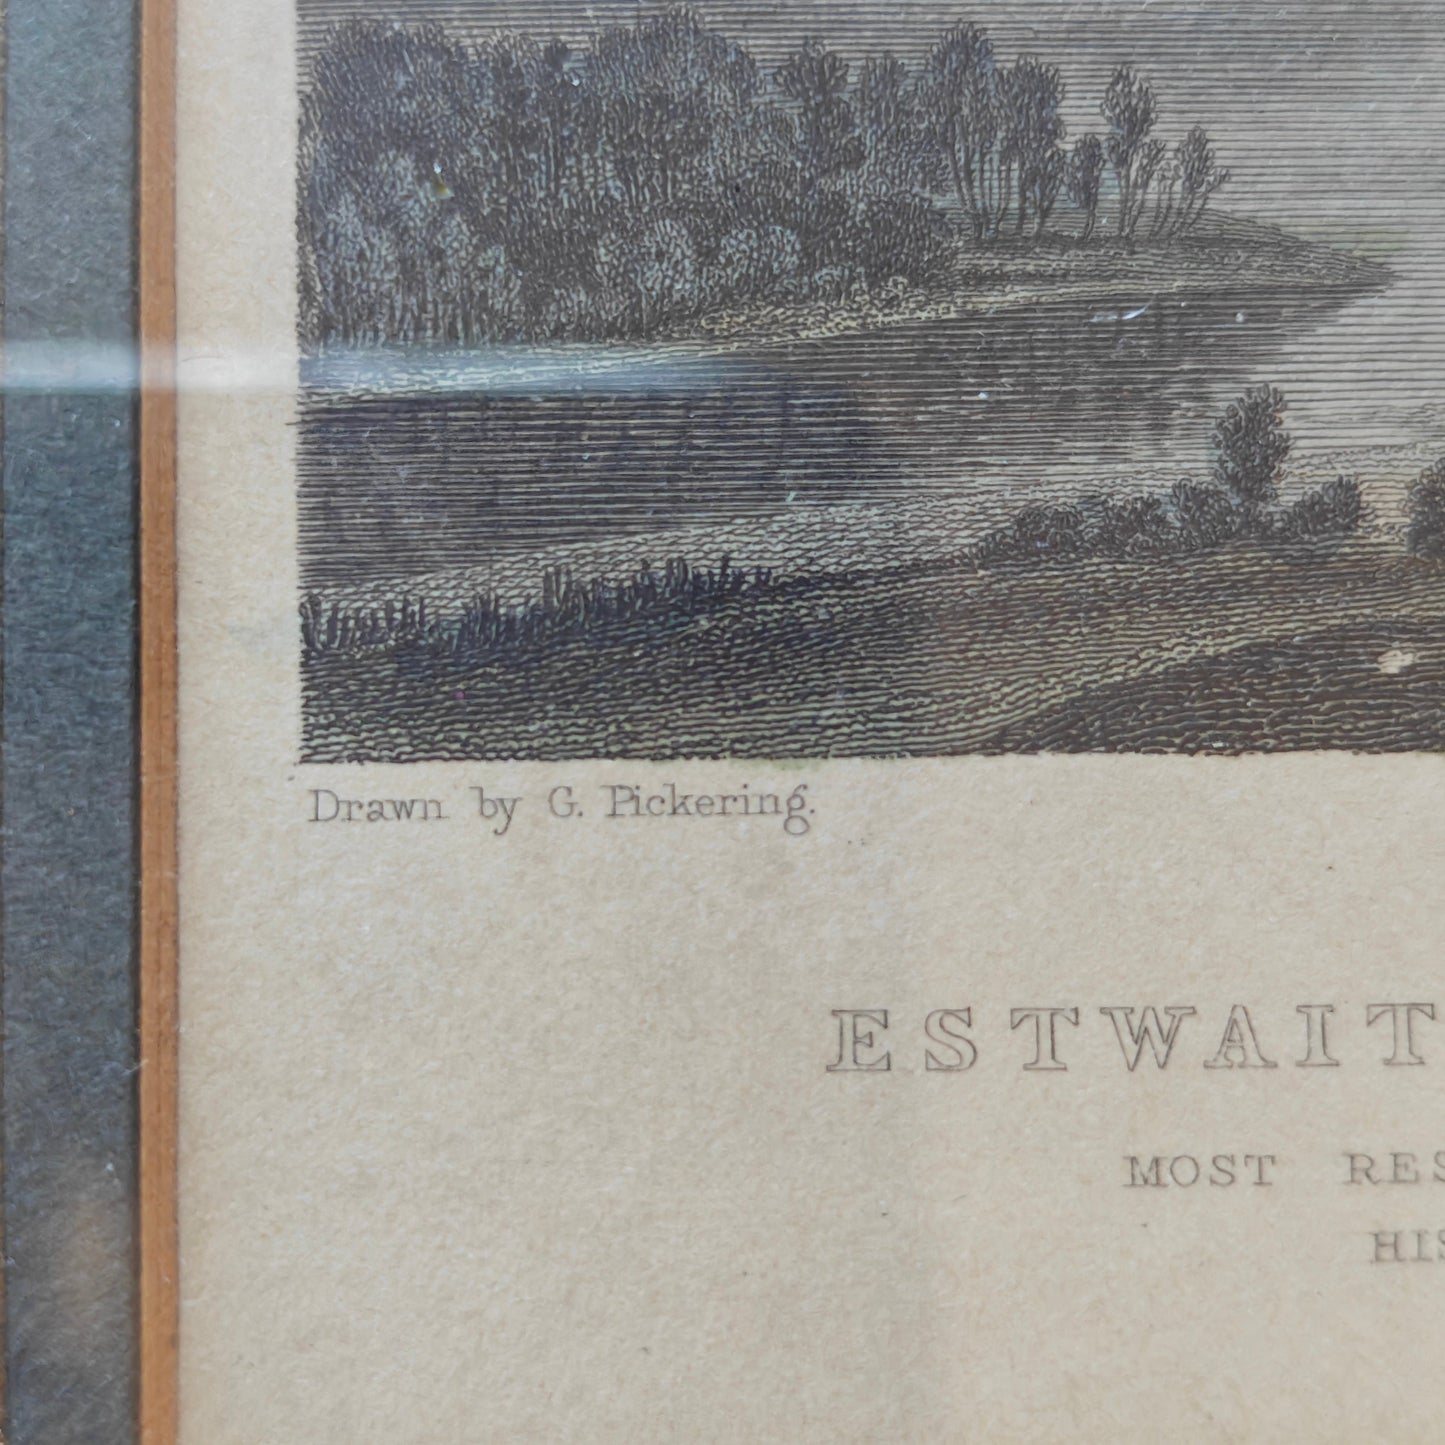 Drawn by G. Pickering.
ESTWAIT
MOST RES
HIS